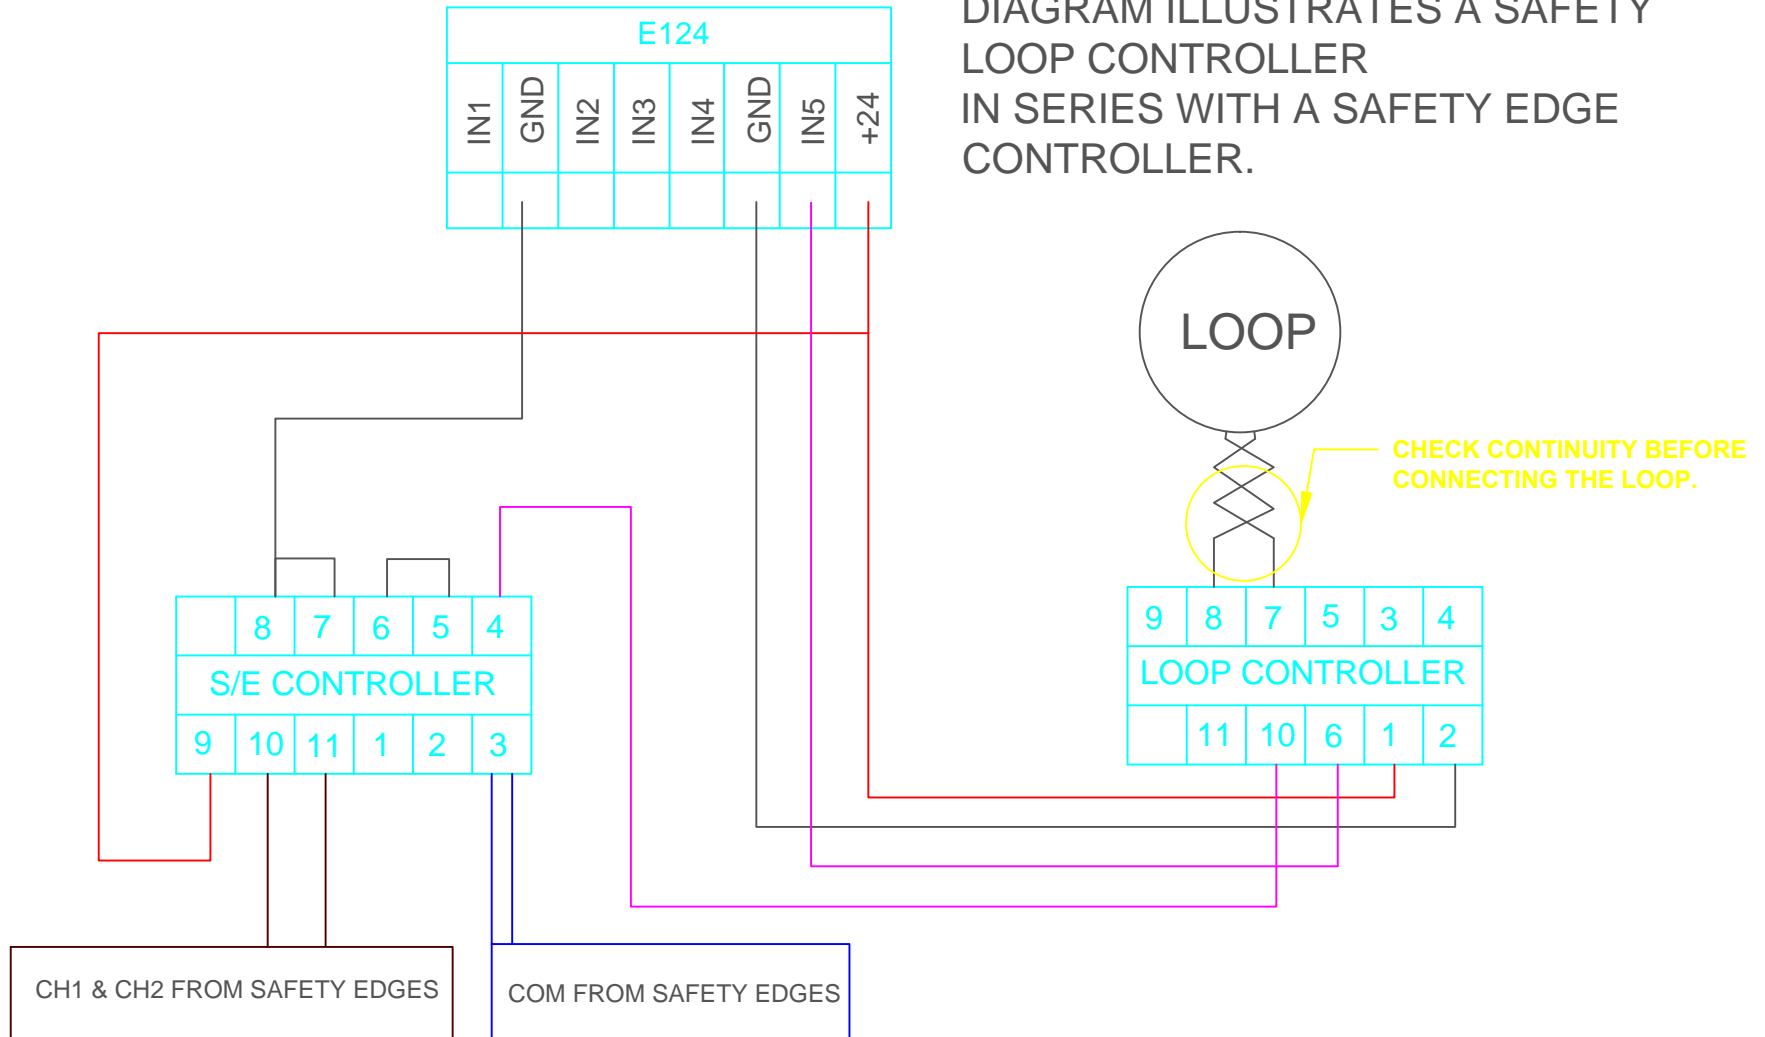 DIAGRAM ILLUSTRATES A SAFETY
LOOP CONTROLLER
IN SERIES WITH A SAFETY EDGE
CONTROLLER.
E124
IN1 GND IN2 IN3 IN4 GND IN5 +24
LOOP
CHECK CONTINUITY BEFORE
CONNECTING THE LOOP.
8 7 6 5 4
S/E CONTROLLER
9 10 11 1 2 3
9 8 7 5 3 4
LOOP CONTROLLER
11 10 6 1 2
CH1 & CH2 FROM SAFETY EDGES
COM FROM SAFETY EDGES